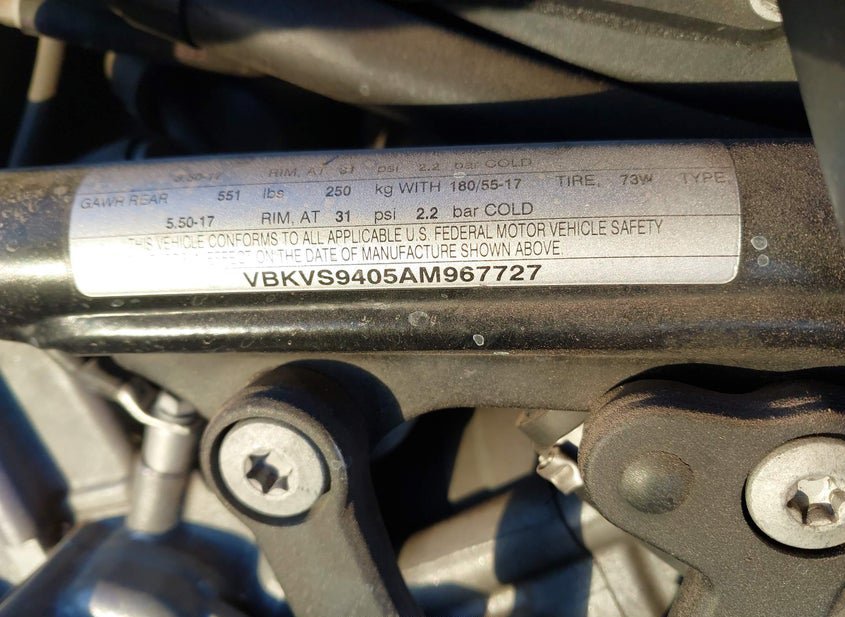 RIM, AT 31 psi 2.2 bar COLD
GAWR REAR 551 lbs 250 kg WITH 180/55-17 TIRE, 73W TYPE,
5.50-17 RIM, AT 31 psi 2.2 bar COLD
THIS VEHICLE CONFORMS TO ALL APPLICABLE U.S. FEDERAL MOTOR VEHICLE SAFETY
EFFECT ON THE DATE OF MANUFACTURE SHOWN ABOVE.
VBKVS9405AM967727